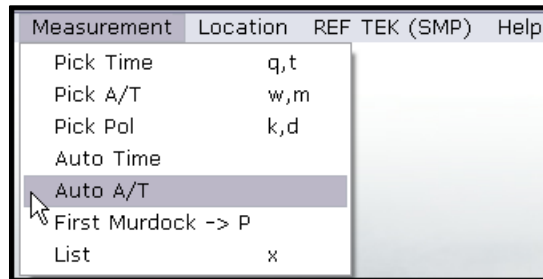 Measurement Location REF TEK (SMP) Help
Pick Time q,t
Pick A/T w,m
Pick Pol k,d
Auto Time
Auto A/T
First Murdock -> P
List x